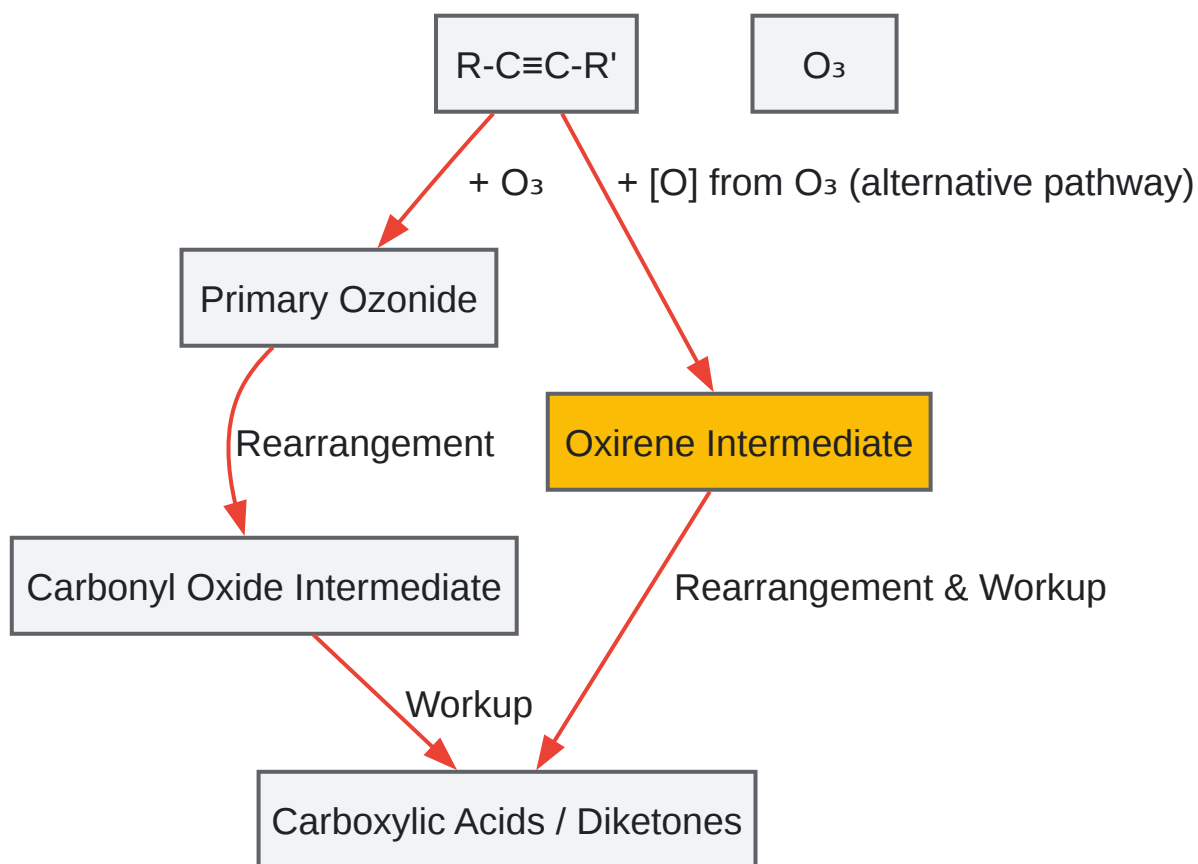 R-C≡C-R'
O₃
+ O₃
+ [O] from O₃ (alternative pathway)
Primary Ozonide
Rearrangement
Oxirene Intermediate
Carbonyl Oxide Intermediate
Rearrangement & Workup
Workup
Carboxylic Acids / Diketones